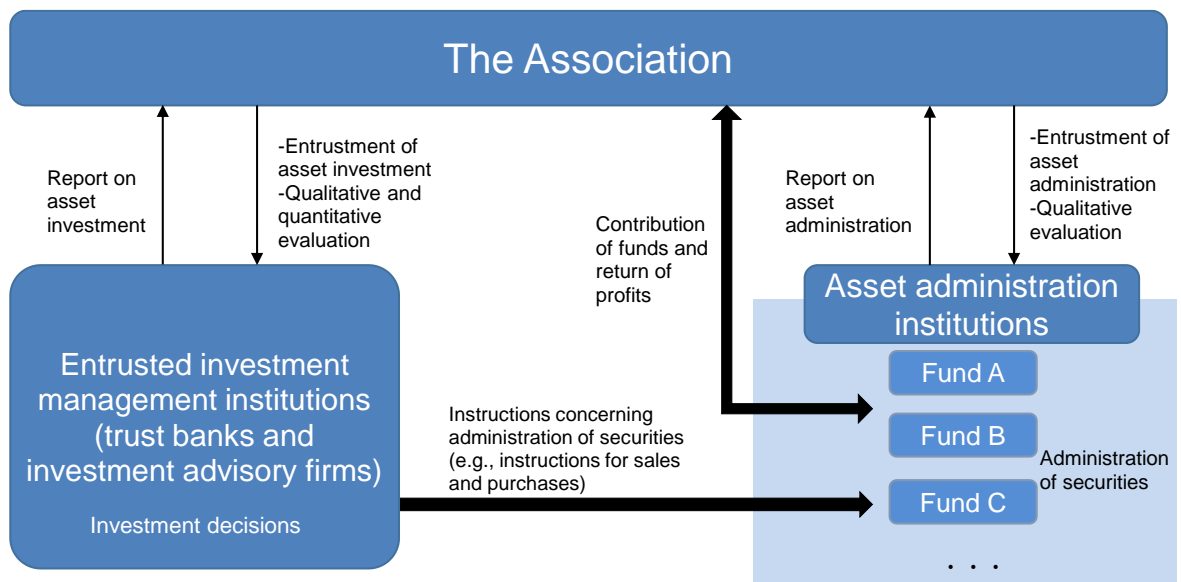 The Association
Report on
asset
investment
-Entrustment of
asset investment
-Qualitative and
quantitative
evaluation
Contribution
of funds and
return of
profits
Report on
asset
administration
-Entrustment of
asset
administration
-Qualitative
evaluation
Entrusted investment
management institutions
(trust banks and
investment advisory firms)
Investment decisions
Instructions concerning
administration of securities
(e.g., instructions for sales
and purchases)
Asset administration
institutions
Fund A
Fund B
Fund C
Administration
of securities
. . .